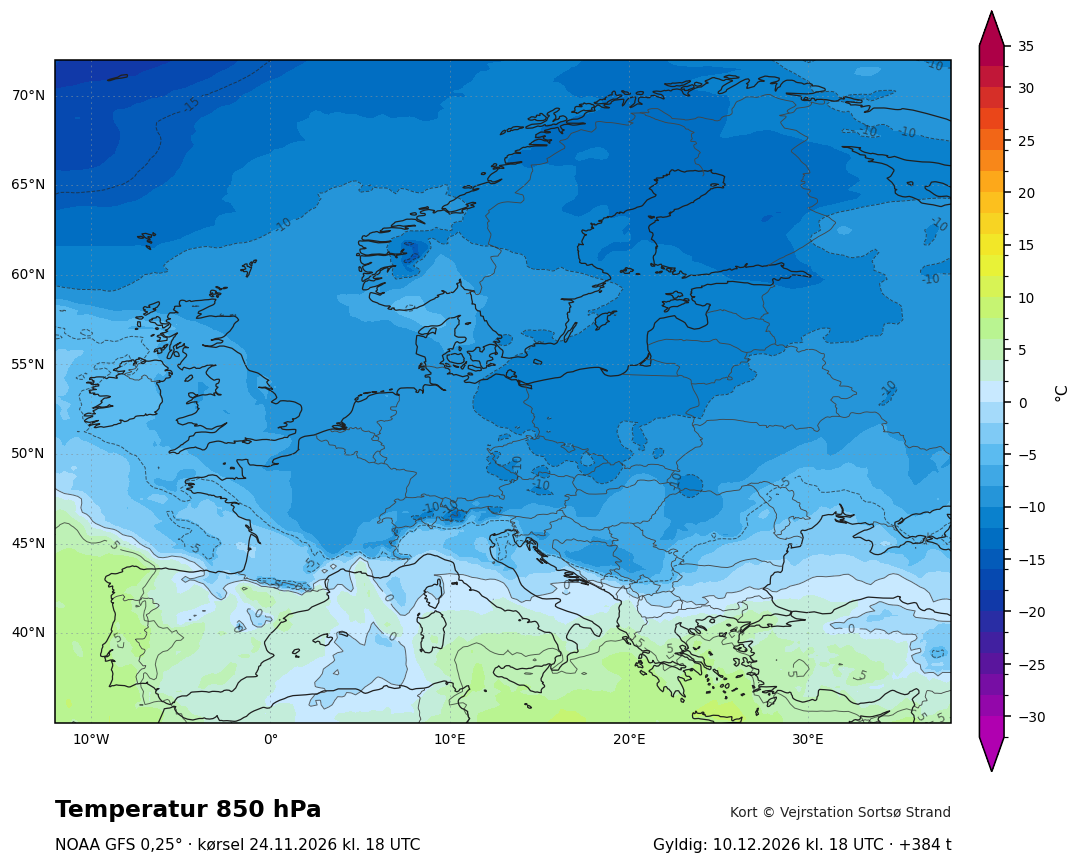 70°N
65°N
60°N
55°N
50°N
45°N
40°N
10°W
0°
10°E
20°E
30°E
35
30
25
20
15
10
5
0
−5
−10
−15
−20
−25
−30
°C
Temperatur 850 hPa
Kort © Vejrstation Sortsø Strand
NOAA GFS 0,25° · kørsel 24.11.2026 kl. 18 UTC
Gyldig: 10.12.2026 kl. 18 UTC · +384 t